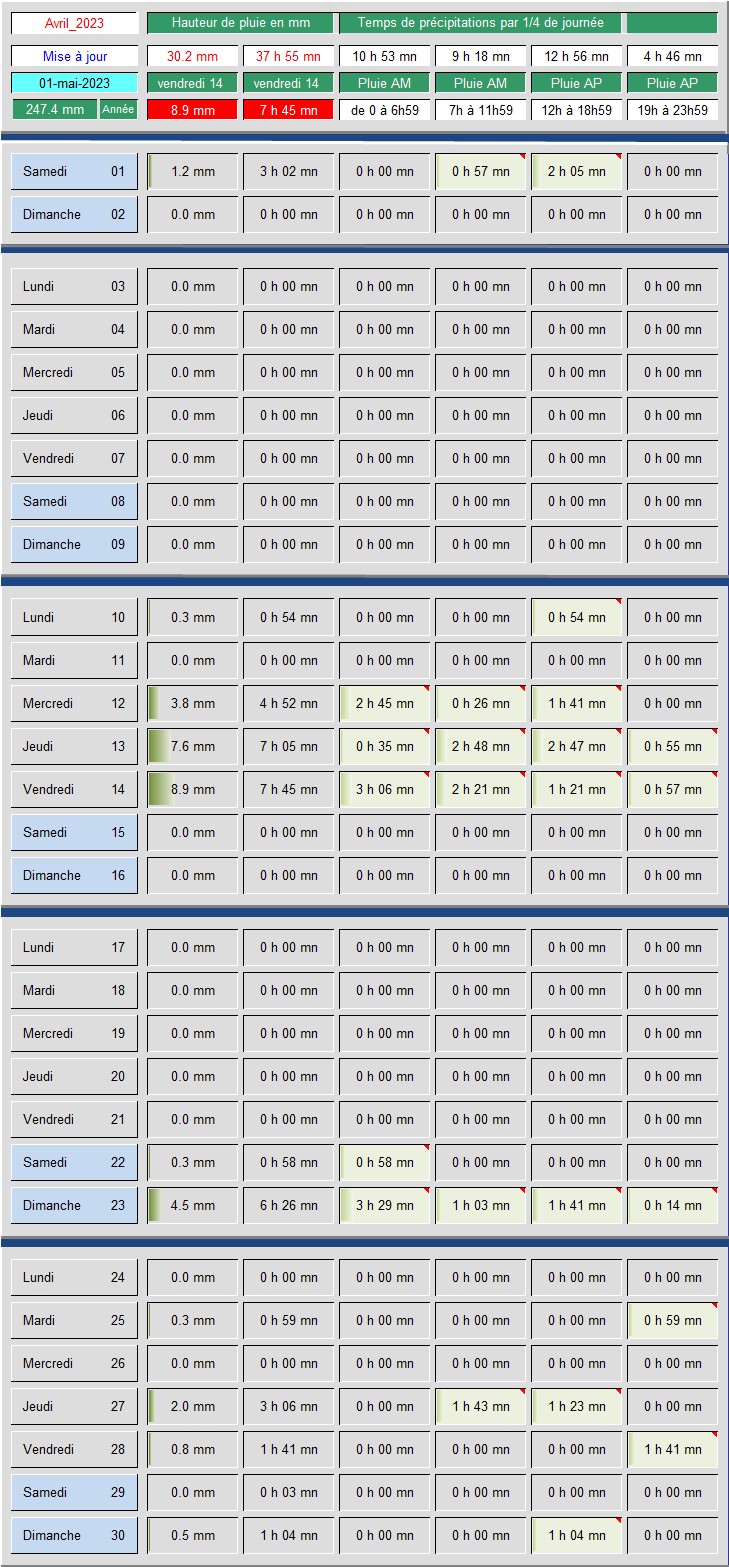 Avril_2023 Hauteur de pluie en mm Temps de précipitations par 1/4 de journée
Mise à jour 30.2 mm 37 h 55 mn 10 h 53 mn 9 h 18 mn 12 h 56 mn 4 h 46 mn
01-mai-2023 vendredi 14 vendredi 14 Pluie AM Pluie AM Pluie AP Pluie AP
247.4 mm Année 8.9 mm 7 h 45 mn de 0 à 6h59 7h à 11h59 12h à 18h59 19h à 23h59
Samedi 01 1.2 mm 3 h 02 mn 0 h 00 mn 0 h 57 mn 2 h 05 mn 0 h 00 mn
Dimanche 02 0.0 mm 0 h 00 mn 0 h 00 mn 0 h 00 mn 0 h 00 mn 0 h 00 mn
Lundi 03 0.0 mm 0 h 00 mn 0 h 00 mn 0 h 00 mn 0 h 00 mn 0 h 00 mn
Mardi 04 0.0 mm 0 h 00 mn 0 h 00 mn 0 h 00 mn 0 h 00 mn 0 h 00 mn
Mercredi 05 0.0 mm 0 h 00 mn 0 h 00 mn 0 h 00 mn 0 h 00 mn 0 h 00 mn
Jeudi 06 0.0 mm 0 h 00 mn 0 h 00 mn 0 h 00 mn 0 h 00 mn 0 h 00 mn
Vendredi 07 0.0 mm 0 h 00 mn 0 h 00 mn 0 h 00 mn 0 h 00 mn 0 h 00 mn
Samedi 08 0.0 mm 0 h 00 mn 0 h 00 mn 0 h 00 mn 0 h 00 mn 0 h 00 mn
Dimanche 09 0.0 mm 0 h 00 mn 0 h 00 mn 0 h 00 mn 0 h 00 mn 0 h 00 mn
Lundi 10 0.3 mm 0 h 54 mn 0 h 00 mn 0 h 00 mn 0 h 54 mn 0 h 00 mn
Mardi 11 0.0 mm 0 h 00 mn 0 h 00 mn 0 h 00 mn 0 h 00 mn 0 h 00 mn
Mercredi 12 3.8 mm 4 h 52 mn 2 h 45 mn 0 h 26 mn 1 h 41 mn 0 h 00 mn
Jeudi 13 7.6 mm 7 h 05 mn 0 h 35 mn 2 h 48 mn 2 h 47 mn 0 h 55 mn
Vendredi 14 8.9 mm 7 h 45 mn 3 h 06 mn 2 h 21 mn 1 h 21 mn 0 h 57 mn
Samedi 15 0.0 mm 0 h 00 mn 0 h 00 mn 0 h 00 mn 0 h 00 mn 0 h 00 mn
Dimanche 16 0.0 mm 0 h 00 mn 0 h 00 mn 0 h 00 mn 0 h 00 mn 0 h 00 mn
Lundi 17 0.0 mm 0 h 00 mn 0 h 00 mn 0 h 00 mn 0 h 00 mn 0 h 00 mn
Mardi 18 0.0 mm 0 h 00 mn 0 h 00 mn 0 h 00 mn 0 h 00 mn 0 h 00 mn
Mercredi 19 0.0 mm 0 h 00 mn 0 h 00 mn 0 h 00 mn 0 h 00 mn 0 h 00 mn
Jeudi 20 0.0 mm 0 h 00 mn 0 h 00 mn 0 h 00 mn 0 h 00 mn 0 h 00 mn
Vendredi 21 0.0 mm 0 h 00 mn 0 h 00 mn 0 h 00 mn 0 h 00 mn 0 h 00 mn
Samedi 22 0.3 mm 0 h 58 mn 0 h 58 mn 0 h 00 mn 0 h 00 mn 0 h 00 mn
Dimanche 23 4.5 mm 6 h 26 mn 3 h 29 mn 1 h 03 mn 1 h 41 mn 0 h 14 mn
Lundi 24 0.0 mm 0 h 00 mn 0 h 00 mn 0 h 00 mn 0 h 00 mn 0 h 00 mn
Mardi 25 0.3 mm 0 h 59 mn 0 h 00 mn 0 h 00 mn 0 h 00 mn 0 h 59 mn
Mercredi 26 0.0 mm 0 h 00 mn 0 h 00 mn 0 h 00 mn 0 h 00 mn 0 h 00 mn
Jeudi 27 2.0 mm 3 h 06 mn 0 h 00 mn 1 h 43 mn 1 h 23 mn 0 h 00 mn
Vendredi 28 0.8 mm 1 h 41 mn 0 h 00 mn 0 h 00 mn 0 h 00 mn 1 h 41 mn
Samedi 29 0.0 mm 0 h 03 mn 0 h 00 mn 0 h 00 mn 0 h 00 mn 0 h 00 mn
Dimanche 30 0.5 mm 1 h 04 mn 0 h 00 mn 0 h 00 mn 1 h 04 mn 0 h 00 mn